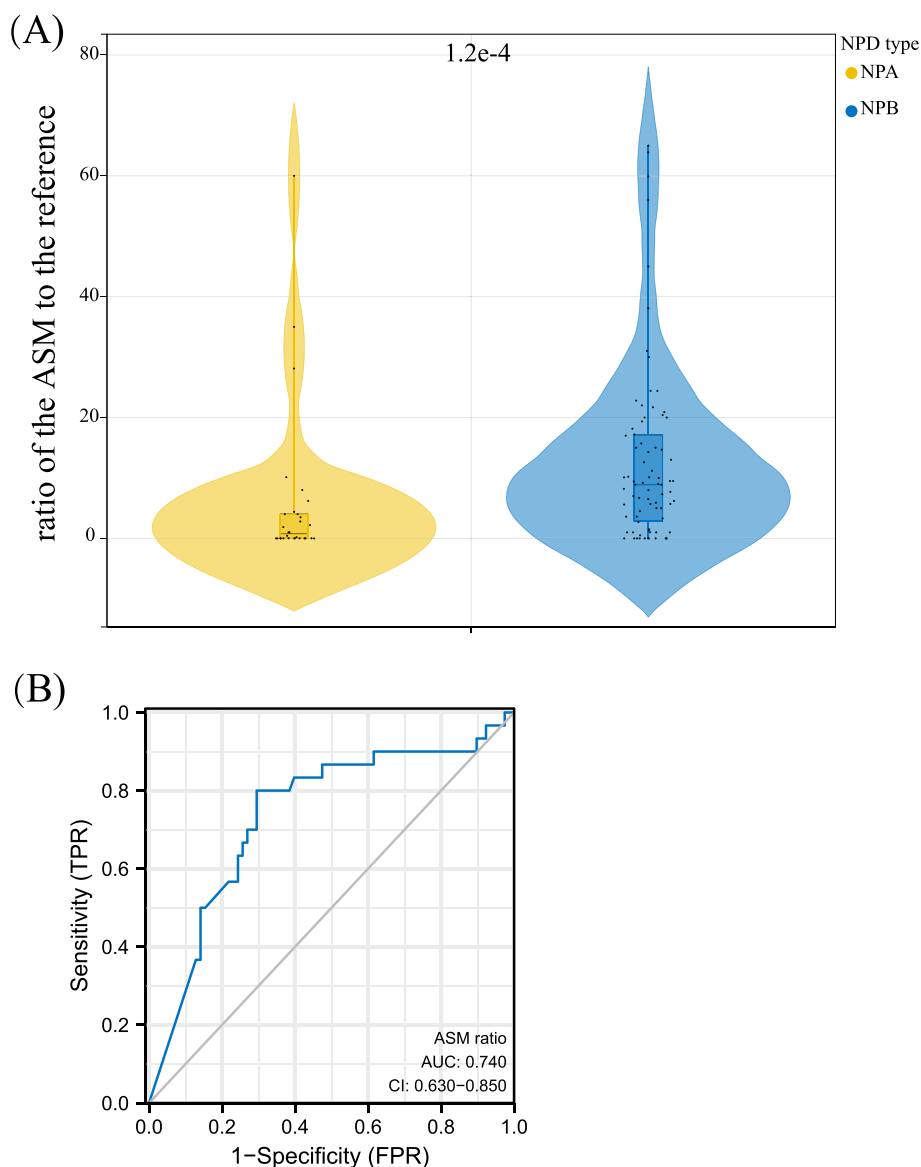 (A)
1.2e-4
NPD type
NPA
NPB
ratio of the ASM to the reference
80
60
40
20
0
(B)
1.0
0.8
0.6
0.4
0.2
0.0
Sensitivity (TPR)
ASM ratio
AUC: 0.740
CI: 0.630−0.850
0.0 0.2 0.4 0.6 0.8 1.0
1−Specificity (FPR)